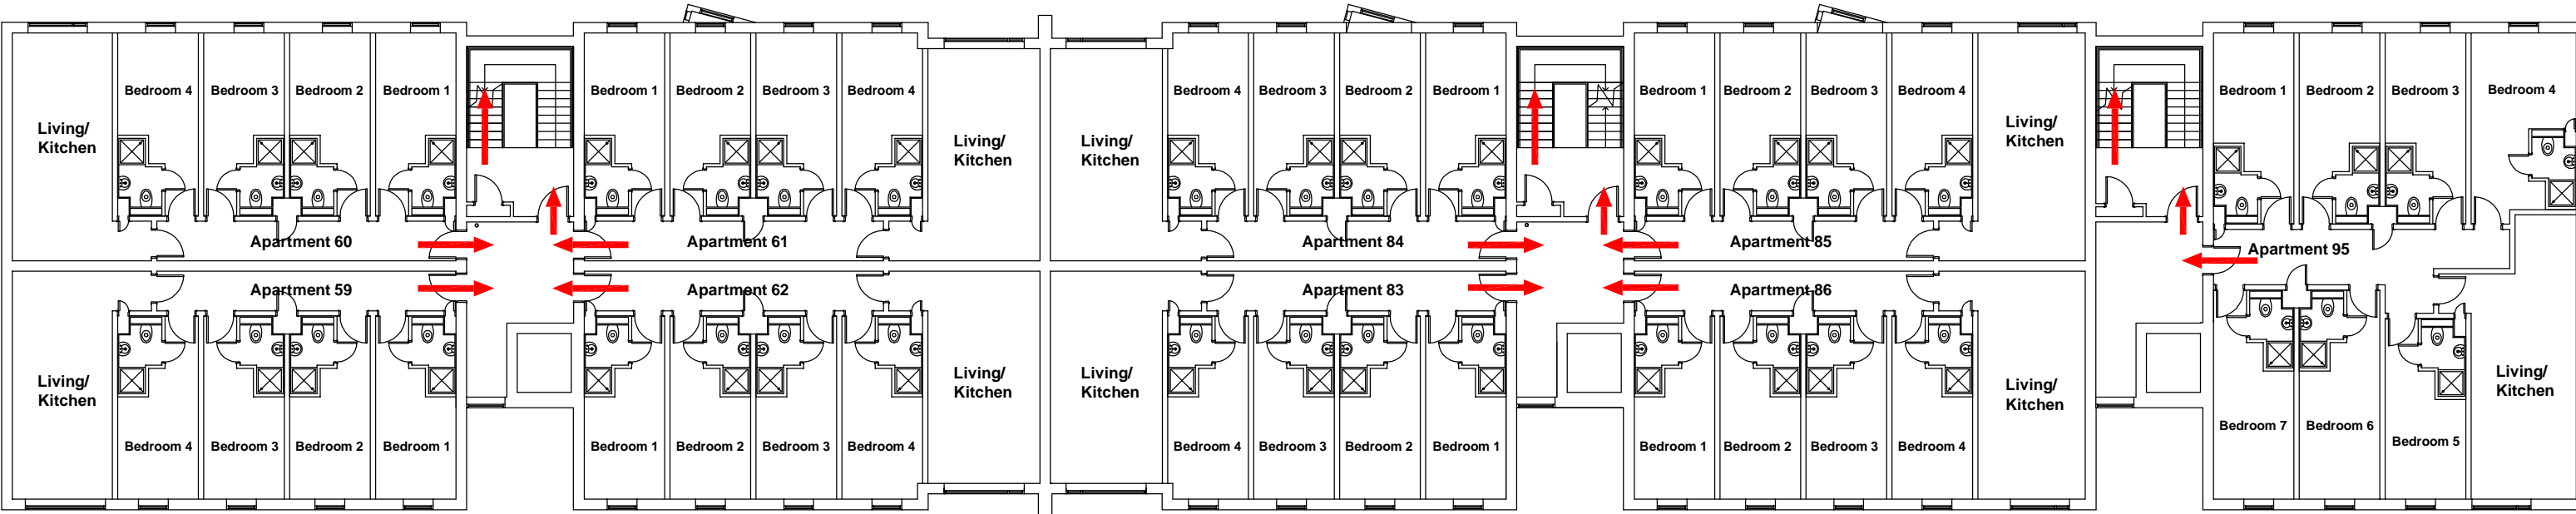 Bedroom 4
Bedroom 3
Bedroom 2
Bedroom 1
Living/
Kitchen
Apartment 60
Bedroom 1
Bedroom 2
Bedroom 3
Bedroom 4
Living/
Kitchen
Apartment 61
Living/
Kitchen
Bedroom 4
Bedroom 3
Bedroom 2
Bedroom 1
Apartment 84
Bedroom 1
Bedroom 2
Bedroom 3
Bedroom 4
Living/
Kitchen
Apartment 85
Bedroom 1
Bedroom 2
Bedroom 3
Bedroom 4
Apartment 95
Apartment 59
Living/
Kitchen
Bedroom 4
Bedroom 3
Bedroom 2
Bedroom 1
Apartment 62
Bedroom 1
Bedroom 2
Bedroom 3
Bedroom 4
Living/
Kitchen
Apartment 83
Living/
Kitchen
Bedroom 4
Bedroom 3
Bedroom 2
Bedroom 1
Apartment 86
Bedroom 1
Bedroom 2
Bedroom 3
Bedroom 4
Living/
Kitchen
Bedroom 7
Bedroom 6
Bedroom 5
Living/
Kitchen